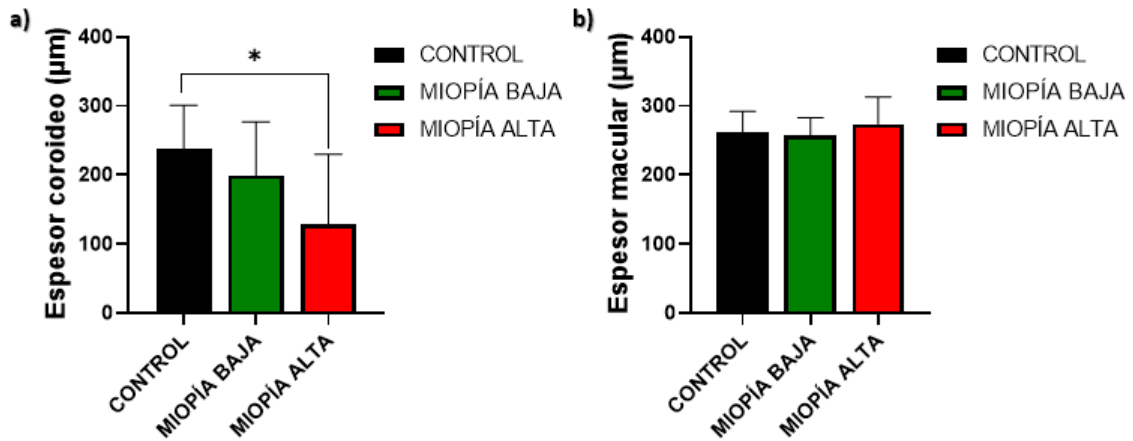 a)
Espesor coroideo (μm)
400
300
200
100
0
*
CONTROL
MIOPÍA BAJA
MIOPÍA ALTA
CONTROL
MIOPÍA BAJA
MIOPÍA ALTA
b)
Espesor macular (μm)
400
300
200
100
0
CONTROL
MIOPÍA BAJA
MIOPÍA ALTA
CONTROL
MIOPÍA BAJA
MIOPÍA ALTA